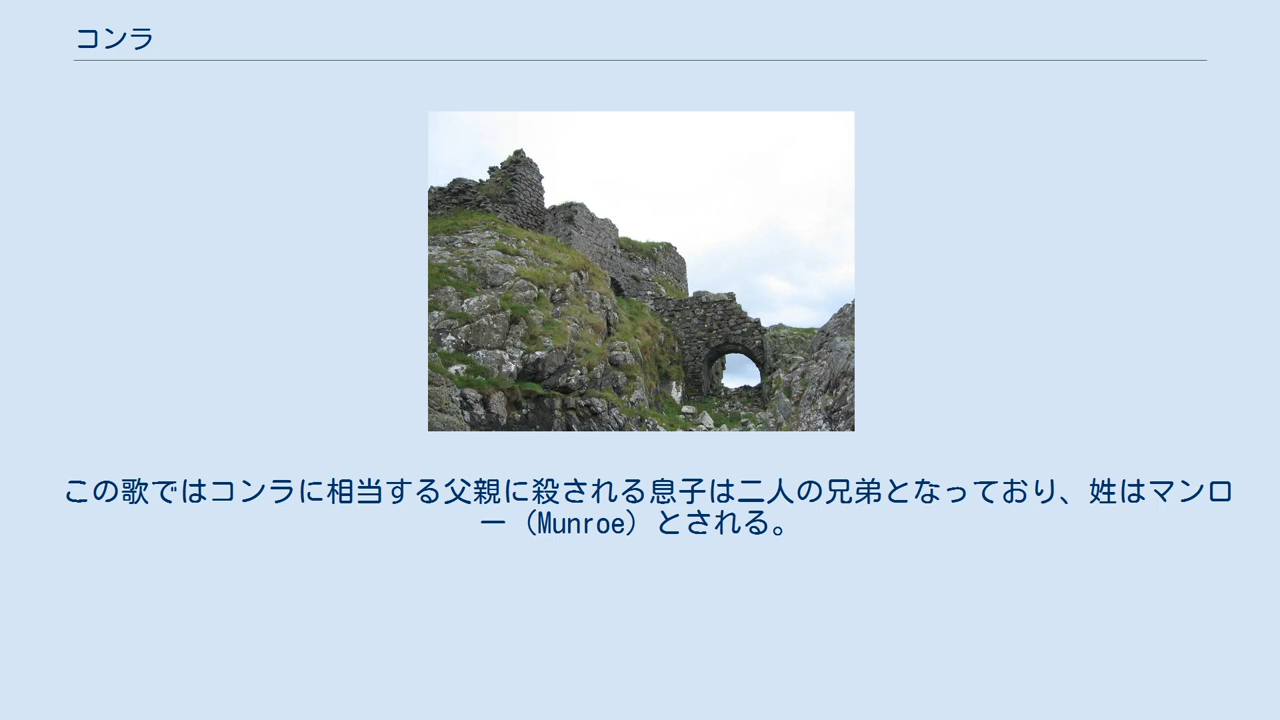 コンラ
この歌ではコンラに相当する父親に殺される息子は二人の兄弟となっており、姓はマンロ
ー（Munroe）とされる。